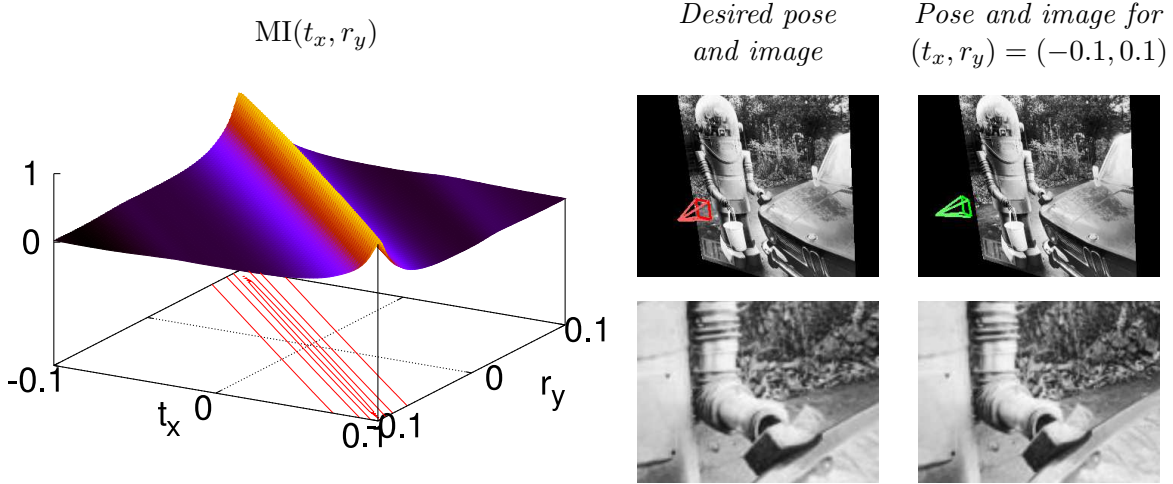 MI(t_x, r_y)
1
0
-0.1
0
0.1
t_x
-0.1
0
0.1
r_y
Desired pose
and image
Pose and image for
(t_x, r_y) = (−0.1, 0.1)